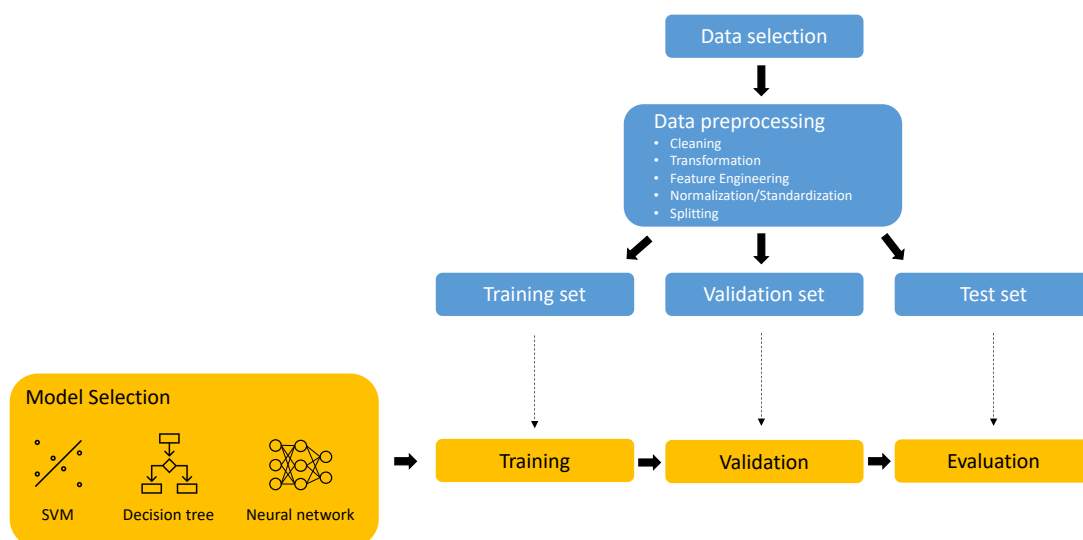 Data selection
Data preprocessing
• Cleaning
• Transformation
• Feature Engineering
• Normalization/Standardization
• Splitting
Training set
Validation set
Test set
Model Selection
SVM
Decision tree
Neural network
Training
Validation
Evaluation